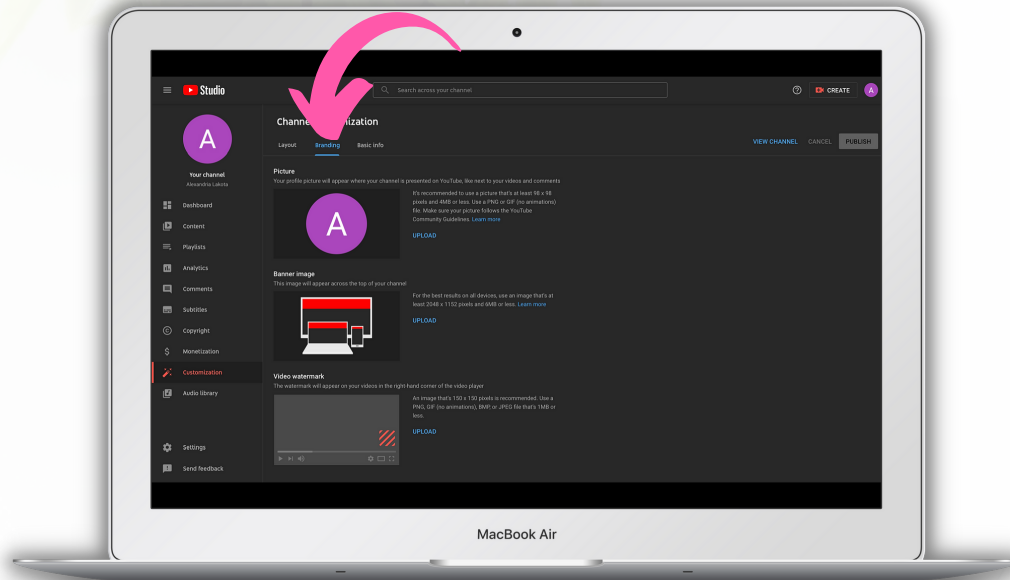 Studio
Search across your channel
CREATE
A
A
Your channel
Alexandria Lakota
Dashboard
Content
Playlists
Analytics
Comments
Subtitles
Copyright
Monetization
Customization
Audio library
Settings
Send feedback
Channe ization
Layout
Branding
Basic info
VIEW CHANNEL
CANCEL
PUBLISH
Picture
Your profile picture will appear where your channel is presented on YouTube, like next to your videos and comments
A
It's recommended to use a picture that's at least 98 x 98
pixels and 4MB or less. Use a PNG or GIF (no animations)
file. Make sure your picture follows the YouTube
Community Guidelines. Learn more
UPLOAD
Banner image
This image will appear across the top of your channel
For the best results on all devices, use an image that's at
least 2048 x 1152 pixels and 6MB or less. Learn more
UPLOAD
Video watermark
The watermark will appear on your videos in the right-hand corner of the video player
An image that's 150 x 150 pixels is recommended. Use a
PNG, GIF (no animations), BMP, or JPEG file that's 1MB or
less.
UPLOAD
MacBook Air